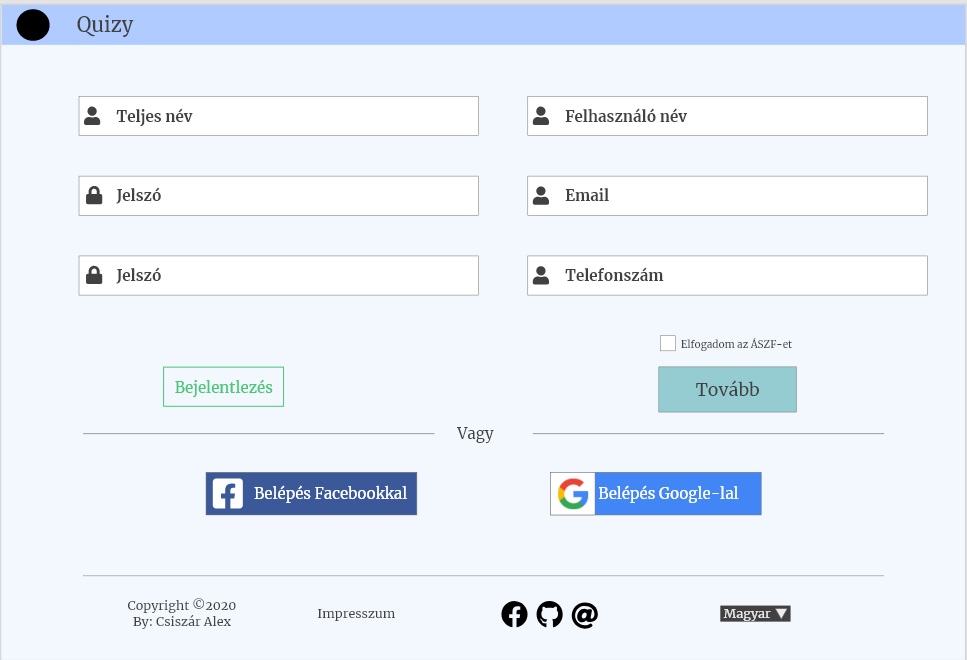 Quizy
Teljes név
Felhasználó név
Jelszó
Email
Jelszó
Telefonszám
Elfogadom az ÁSZF-et
Bejelentlezés
Tovább
Vagy
Belépés Facebookkal
Belépés Google-lal
Copyright ©2020
By: Csiszár Alex
Impresszum
Magyar ▼